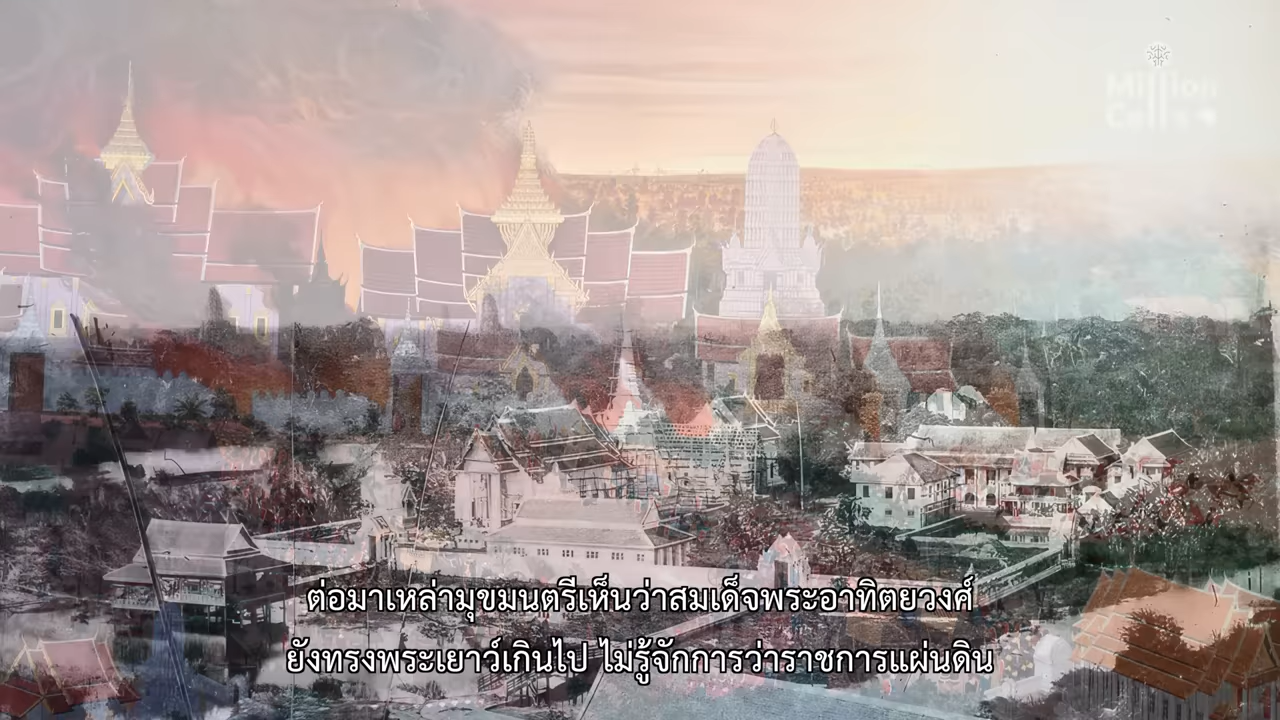 Million
ต่อมาเหล่ามุขมนตรีเห็นว่าสมเด็จพระอาทิตยวงศ์
ยังทรงพระเยาว์เกินไป ไม่รู้จักการว่าราชการแผ่นดิน